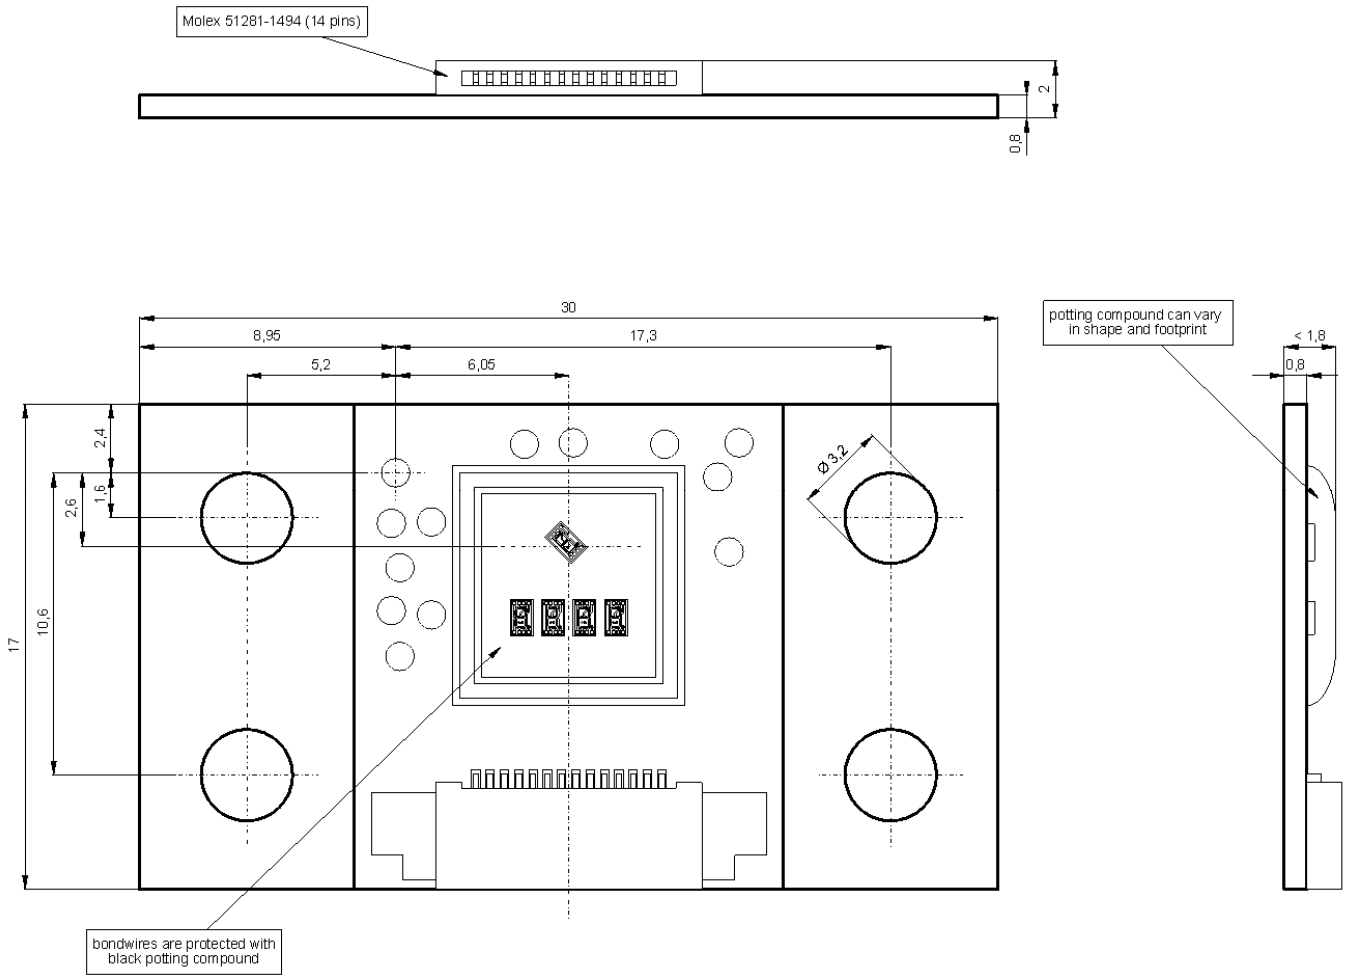 Molex 51281-1494 (14 pins)
2
0,8
30
8,95
17,3
5,2
6,05
potting compound can vary
in shape and footprint
< 1,8
0,8
2,4
1,6
2,6
Ø 3,2
10,6
17
bondwires are protected with
black potting compound